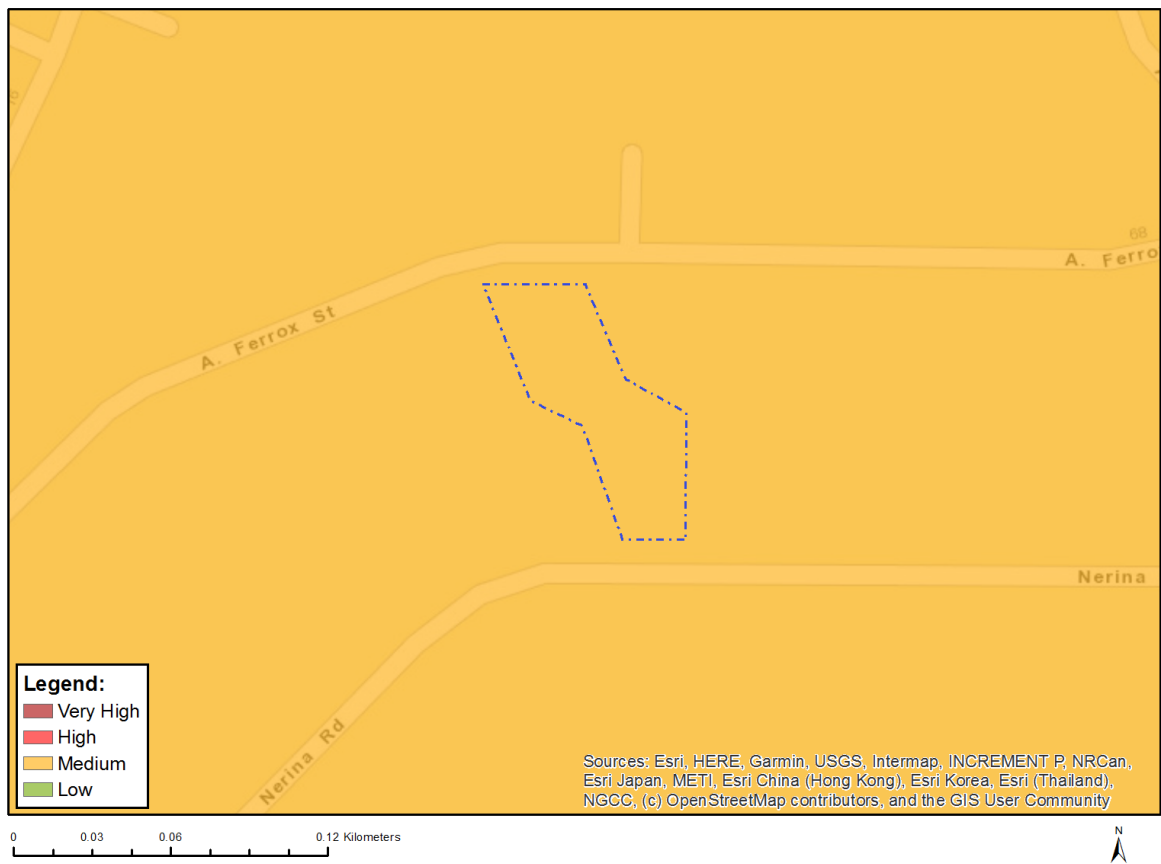 68
A. Ferro
A. Ferrox St
Nerina
Nerina Rd
Legend:
Very High
High
Medium
Low
Sources: Esri, HERE, Garmin, USGS, Intermap, INCREMENT P, NRCan,
Esri Japan, METI, Esri China (Hong Kong), Esri Korea, Esri (Thailand),
NGCC, (c) OpenStreetMap contributors, and the GIS User Community
0 0.03 0.06 0.12 Kilometers
N